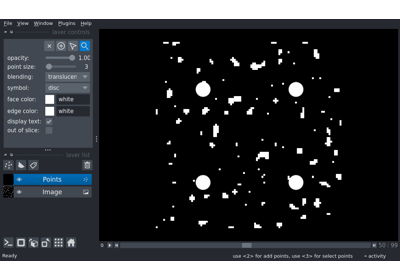 File View Window Plugins Help
layer controls
opacity: 1.00
point size: 3
blending: translucen
symbol: disc
face color: white
edge color: white
display text:
out of slice:
layer list
Points
Image
0 50 99
Ready use <2> for add points, use <3> for select points activity